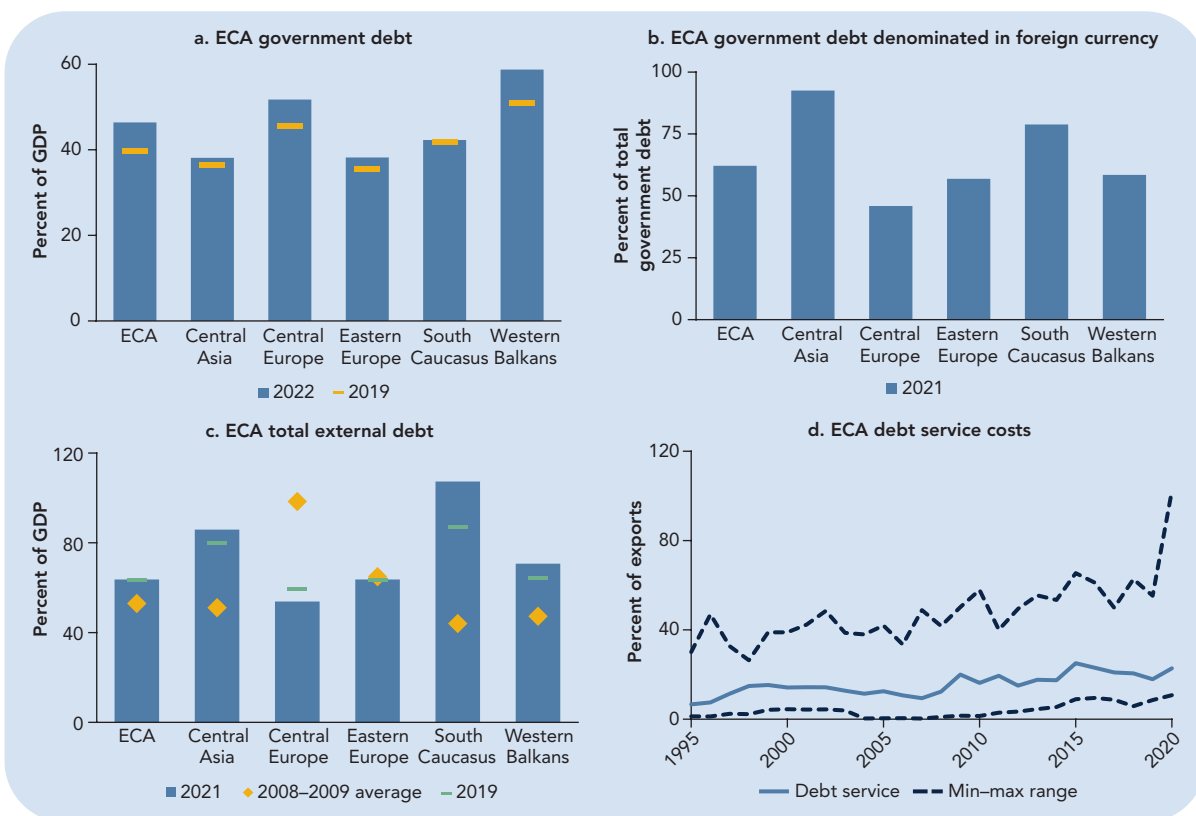 a. ECA government debt
Percent of GDP
60
40
20
0
ECA
Central
Asia
Central
Europe
Eastern
Europe
South
Caucasus
Western
Balkans
2022
2019
b. ECA government debt denominated in foreign currency
Percent of total
government debt
100
75
50
25
0
ECA
Central
Asia
Central
Europe
Eastern
Europe
South
Caucasus
Western
Balkans
2021
c. ECA total external debt
Percent of GDP
120
80
40
0
ECA
Central
Asia
Central
Europe
Eastern
Europe
South
Caucasus
Western
Balkans
2021
2008–2009 average
2019
d. ECA debt service costs
Percent of exports
120
80
40
0
1995
2000
2005
2010
2015
2020
Debt service
Min–max range